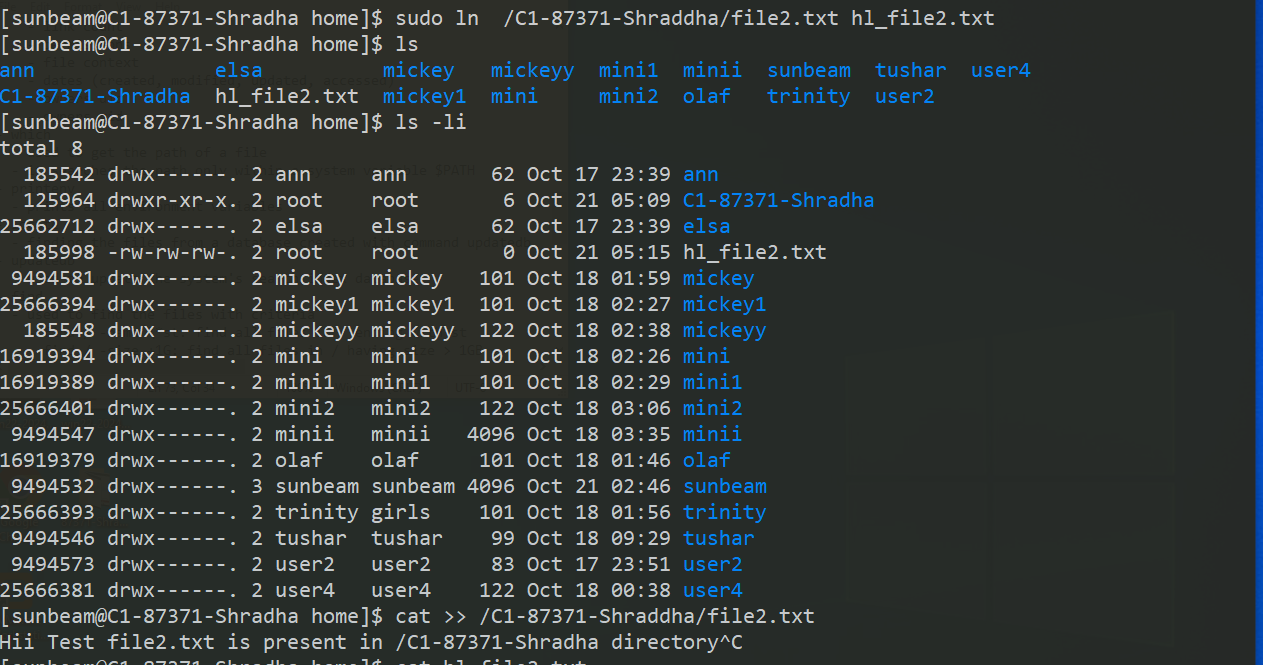 [sunbeam@C1-87371-Shradha home]$ sudo ln  /C1-87371-Shraddha/file2.txt hl_file2.txt
[sunbeam@C1-87371-Shradha home]$ ls
ann               elsa          mickey   mickeyy  mini1  minii  sunbeam  tushar  user4
C1-87371-Shradha  hl_file2.txt  mickey1  mini     mini2  olaf   trinity  user2
[sunbeam@C1-87371-Shradha home]$ ls -li
total 8
  185542 drwx------. 2 ann     ann       62 Oct 17 23:39 ann
  125964 drwxr-xr-x. 2 root    root       6 Oct 21 05:09 C1-87371-Shradha
25662712 drwx------. 2 elsa    elsa      62 Oct 17 23:39 elsa
  185998 -rw-rw-rw-. 2 root    root       0 Oct 21 05:15 hl_file2.txt
 9494581 drwx------. 2 mickey  mickey   101 Oct 18 01:59 mickey
25666394 drwx------. 2 mickey1 mickey1  101 Oct 18 02:27 mickey1
  185548 drwx------. 2 mickeyy mickeyy  122 Oct 18 02:38 mickeyy
16919394 drwx------. 2 mini    mini     101 Oct 18 02:26 mini
16919389 drwx------. 2 mini1   mini1    101 Oct 18 02:29 mini1
25666401 drwx------. 2 mini2   mini2    122 Oct 18 03:06 mini2
 9494547 drwx------. 2 minii   minii   4096 Oct 18 03:35 minii
16919379 drwx------. 2 olaf    olaf     101 Oct 18 01:46 olaf
 9494532 drwx------. 3 sunbeam sunbeam 4096 Oct 21 02:46 sunbeam
25666393 drwx------. 2 trinity girls    101 Oct 18 01:56 trinity
 9494546 drwx------. 2 tushar  tushar    99 Oct 18 09:29 tushar
 9494573 drwx------. 2 user2   user2     83 Oct 17 23:51 user2
25666381 drwx------. 2 user4   user4    122 Oct 18 00:38 user4
[sunbeam@C1-87371-Shradha home]$ cat >> /C1-87371-Shraddha/file2.txt
Hii Test file2.txt is present in /C1-87371-Shradha directory^C
[sunbeam@C1-87371-Shradha home]$ cat hl_file2.txt